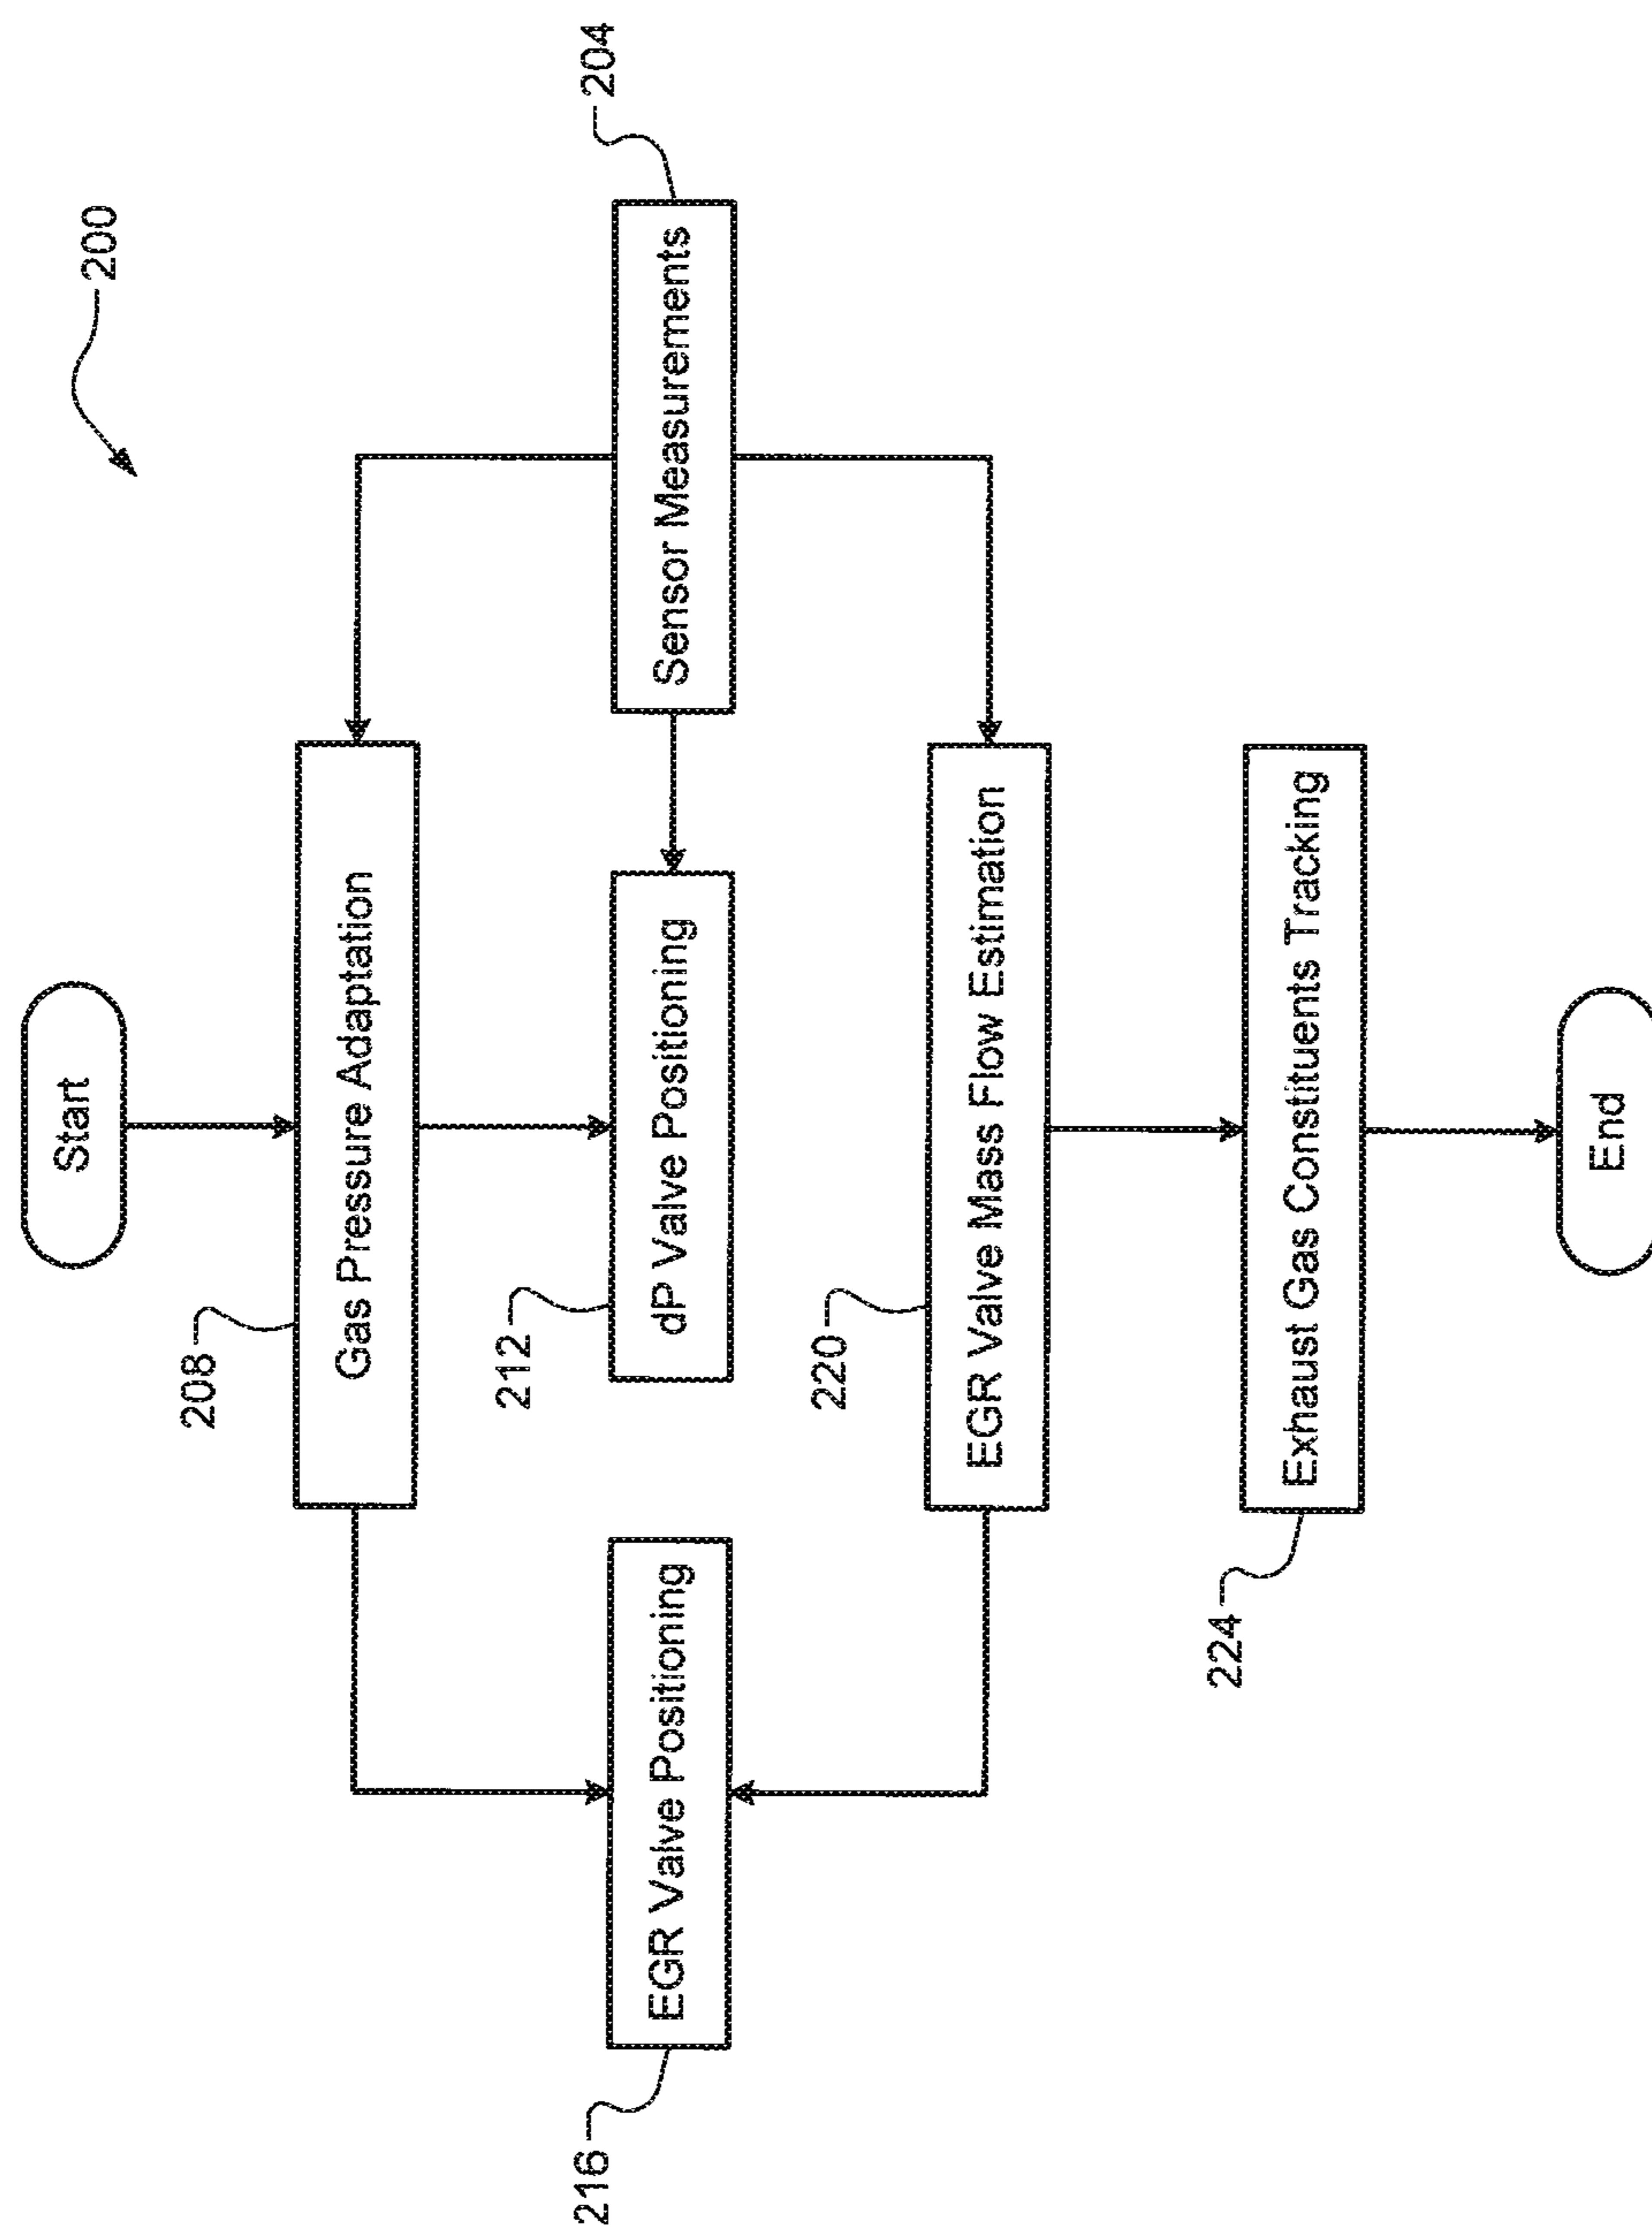 200
Start
208
Gas Pressure Adaptation
216
EGR Valve Positioning
212
dP Valve Positioning
Sensor Measurements
204
220
EGR Valve Mass Flow Estimation
224
Exhaust Gas Constituents Tracking
End